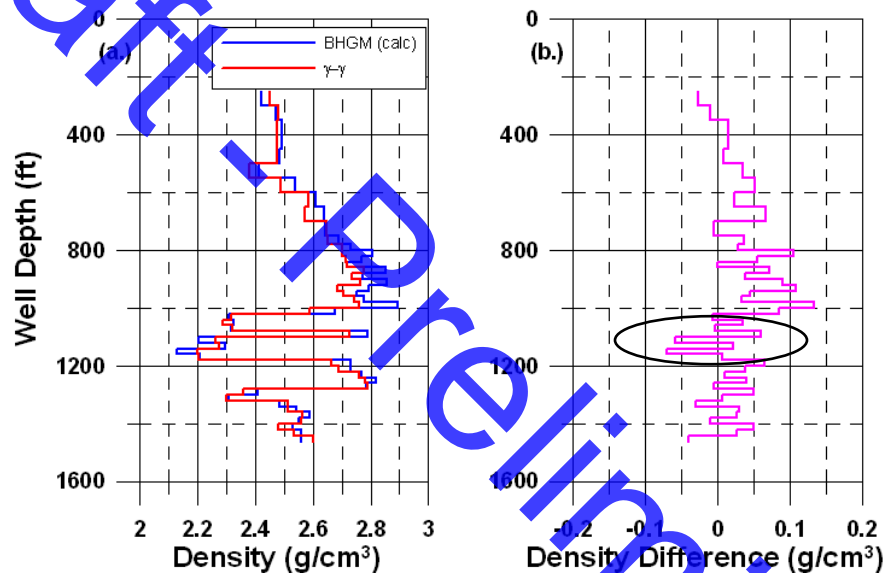 (a.)
BHGM (calc)
γ-γ
0
400
800
1200
1600
Well Depth (ft)
2
2.2
2.4
2.6
2.8
3
Density (g/cm³)
(b.)
0
400
800
1200
1600
-0.2
-0.1
0
0.1
0.2
Density Difference (g/cm³)
- Prelim